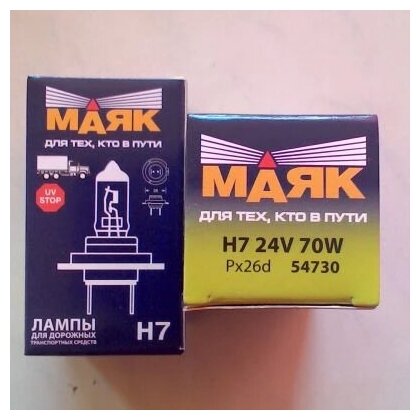 МАЯК
ДЛЯ ТЕХ, КТО В ПУТИ
UV
STOP
ЛАМПЫ
ДЛЯ ДОРОЖНЫХ
ТРАНСПОРТНЫХ СРЕДСТВ
H7
МАЯК
ДЛЯ ТЕХ, КТО В ПУТИ
H7 24V 70W
Px26d 54730